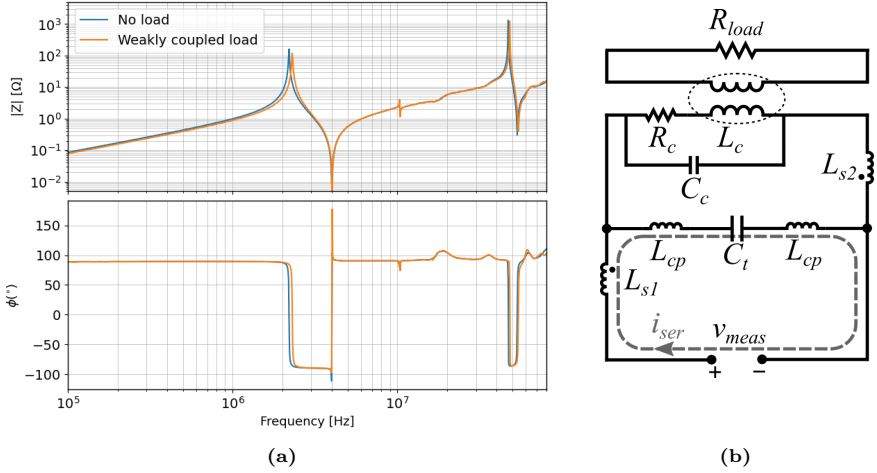 No load
Weakly coupled load
|Z| [Ω]
10³
10²
10¹
10⁰
10⁻¹
10⁻²
ϕ(°)
150
100
50
0
−50
−100
10⁵
10⁶
10⁷
Frequency [Hz]
(a)
R_load
R_c
L_c
C_c
L_s2
L_cp
C_t
L_cp
L_s1
i_ser
v_meas
+
−
(b)